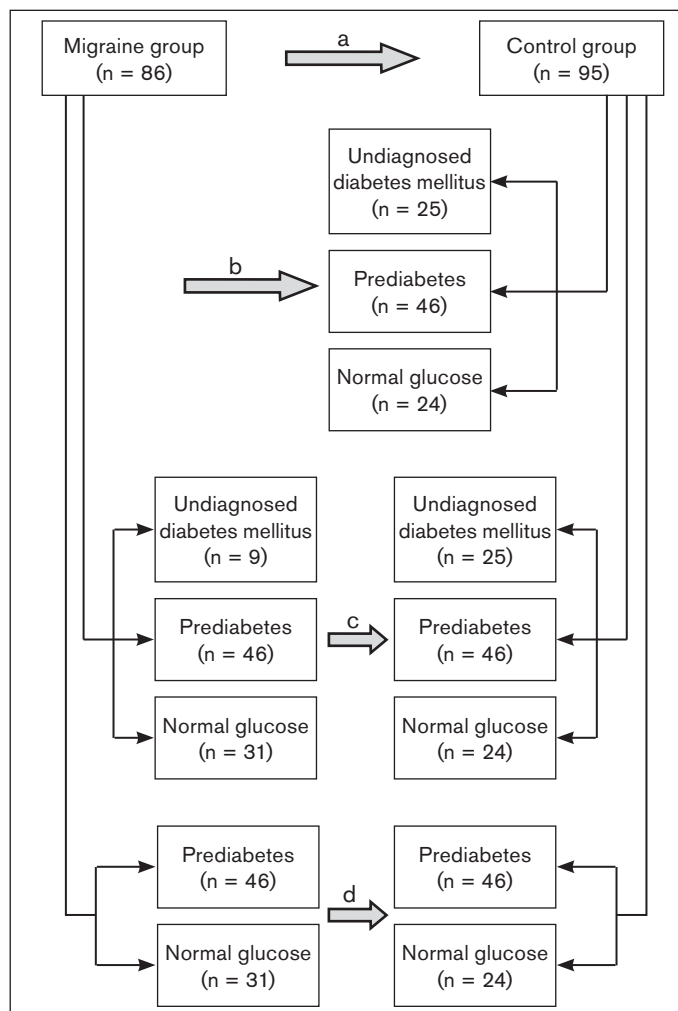 Migraine group
(n = 86)
a
Control group
(n = 95)
Undiagnosed
diabetes mellitus
(n = 25)
b
Prediabetes
(n = 46)
Normal glucose
(n = 24)
Undiagnosed
diabetes mellitus
(n = 9)
Undiagnosed
diabetes mellitus
(n = 25)
Prediabetes
(n = 46)
c
Prediabetes
(n = 46)
Normal glucose
(n = 31)
Normal glucose
(n = 24)
Prediabetes
(n = 46)
d
Prediabetes
(n = 46)
Normal glucose
(n = 31)
Normal glucose
(n = 24)